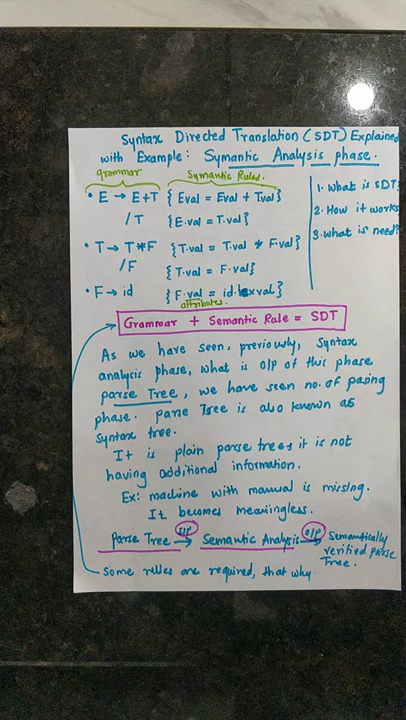 Syntax Directed Translation (SDT) Explained
with Example: Symantic Analysis phase.
grammar Symantic Rules.
• E → E+T { Eval = Eval + Tval}
/T {E.val = T.val}
• T → T*F {T.val = T.val * F.val}
/F {T.val = F.val}
• F → id {F.val = id.lexval}
attributes.
1. What is SDT?
2. How it works
3. What is need?
Grammar + Semantic Rule = SDT
As we have seen, previously, Syntax
analysis phase, what is o/p of this phase
parse Tree, we have seen no. of pasing
phase. parse Tree is also known as
syntax tree.
It is plain parse trees it is not
having additional information.
Ex: machine with manual is missing.
It becomes meaningless.
Parse Tree I/P → Semantic Analysis O/P → Semantically
verified parse
Tree.
Some rules are required, that why.